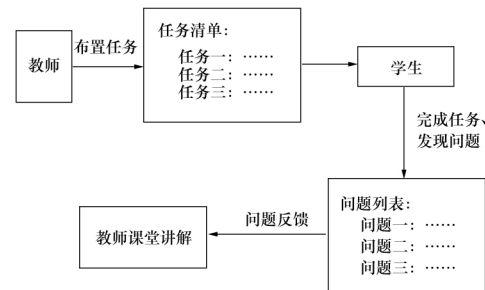 教师
布置任务
任务清单：
任务一：……
任务二：……
任务三：……
学生
完成任务、
发现问题
问题列表：
问题一：……
问题二：……
问题三：……
问题反馈
教师课堂讲解